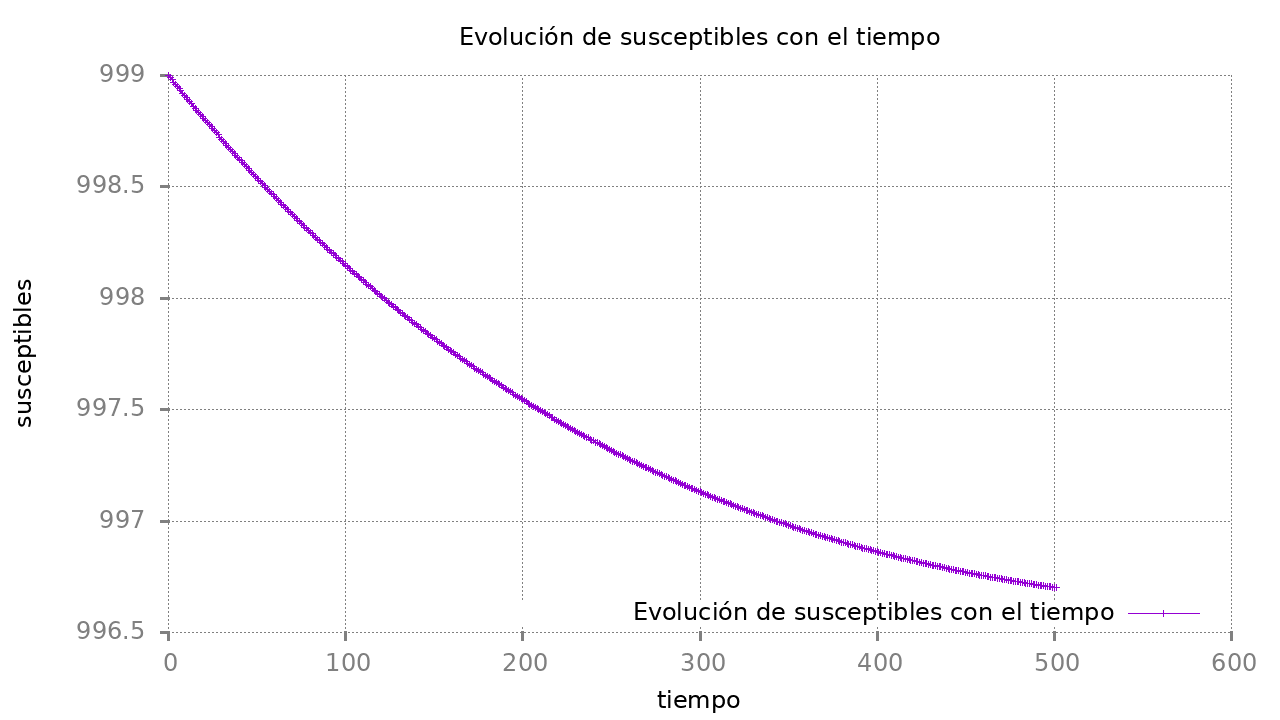 Evolución de susceptibles con el tiempo
999
998.5
998
997.5
997
996.5
susceptibles
Evolución de susceptibles con el tiempo
0 100 200 300 400 500 600
tiempo